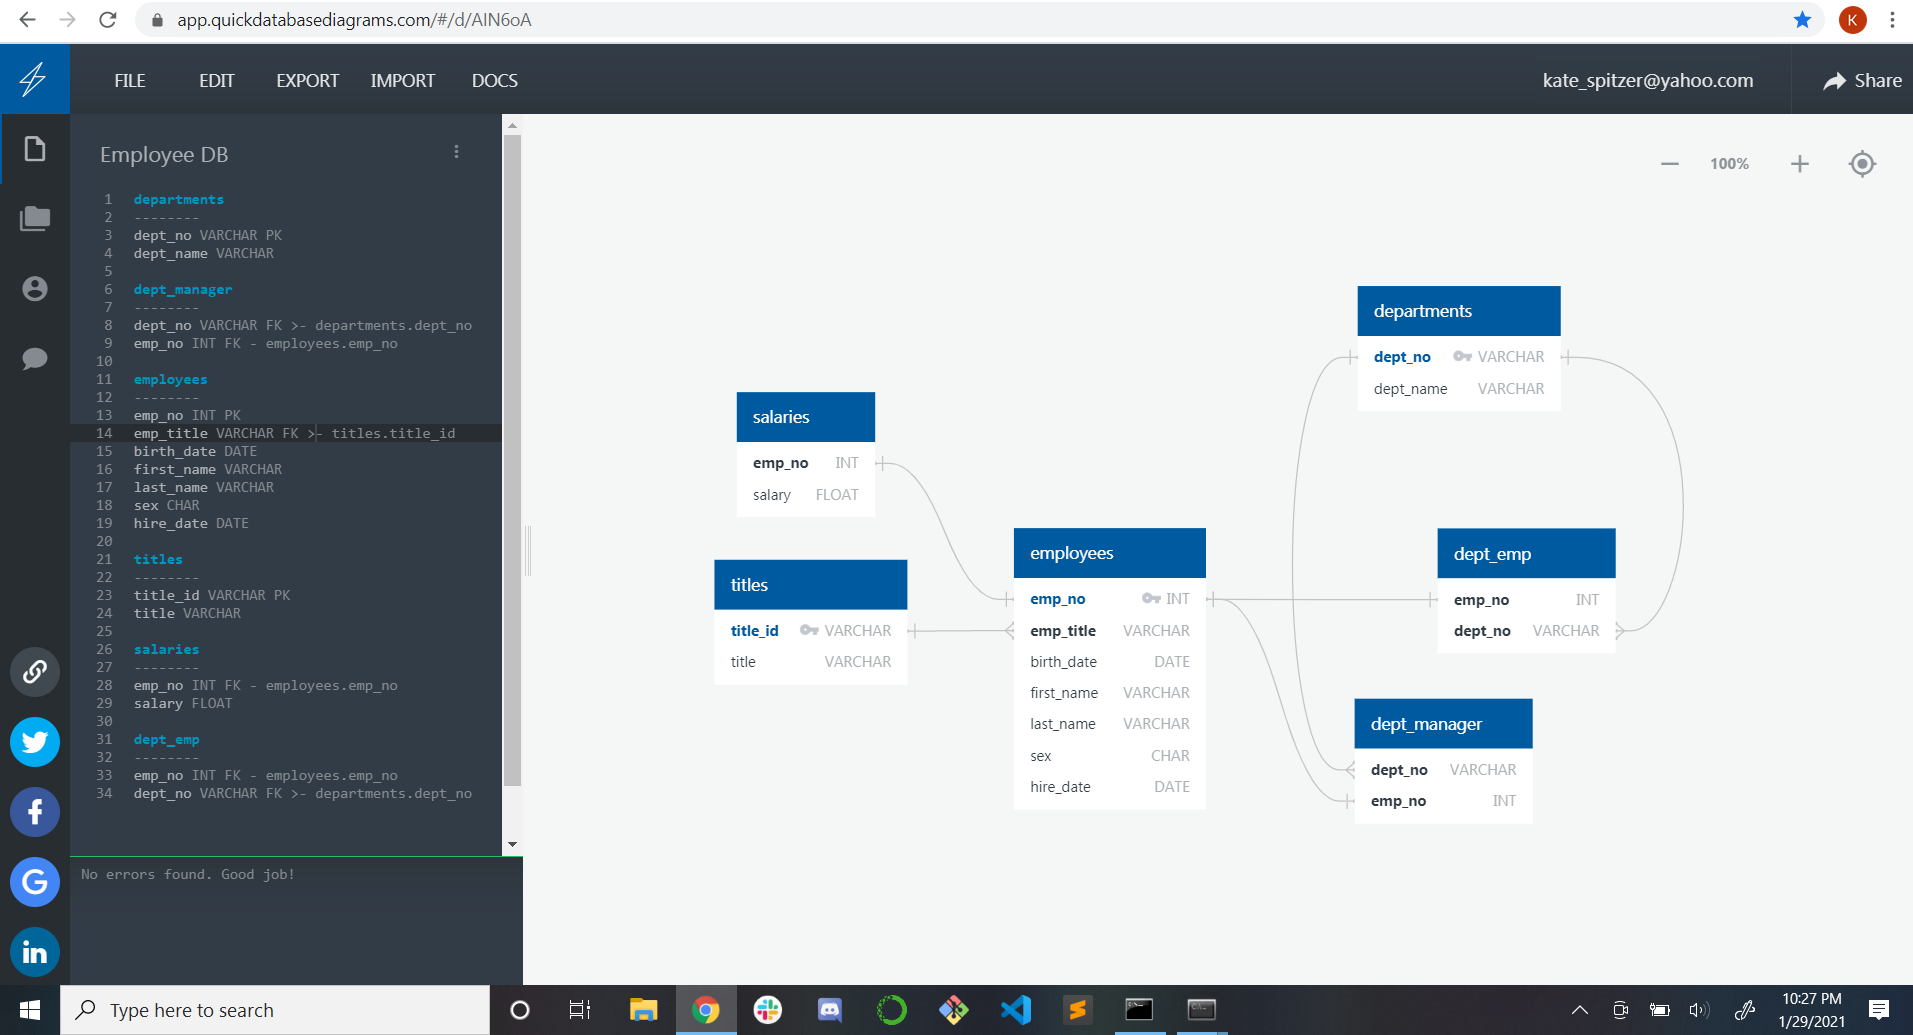 app.quickdatabasediagrams.com/#/d/AIN6oA
K
FILE EDIT EXPORT IMPORT DOCS
kate_spitzer@yahoo.com
Share
Employee DB
1 departments
2 --------
3 dept_no VARCHAR PK
4 dept_name VARCHAR
5
6 dept_manager
7 --------
8 dept_no VARCHAR FK >- departments.dept_no
9 emp_no INT FK - employees.emp_no
10
11 employees
12 --------
13 emp_no INT PK
14 emp_title VARCHAR FK >- titles.title_id
15 birth_date DATE
16 first_name VARCHAR
17 last_name VARCHAR
18 sex CHAR
19 hire_date DATE
20
21 titles
22 --------
23 title_id VARCHAR PK
24 title VARCHAR
25
26 salaries
27 --------
28 emp_no INT FK - employees.emp_no
29 salary FLOAT
30
31 dept_emp
32 --------
33 emp_no INT FK - employees.emp_no
34 dept_no VARCHAR FK >- departments.dept_no
No errors found. Good job!
100%
salaries
emp_no INT
salary FLOAT
titles
title_id VARCHAR
title VARCHAR
employees
emp_no INT
emp_title VARCHAR
birth_date DATE
first_name VARCHAR
last_name VARCHAR
sex CHAR
hire_date DATE
departments
dept_no VARCHAR
dept_name VARCHAR
dept_emp
emp_no INT
dept_no VARCHAR
dept_manager
dept_no VARCHAR
emp_no INT
f
G
in
Type here to search
10:27 PM
1/29/2021